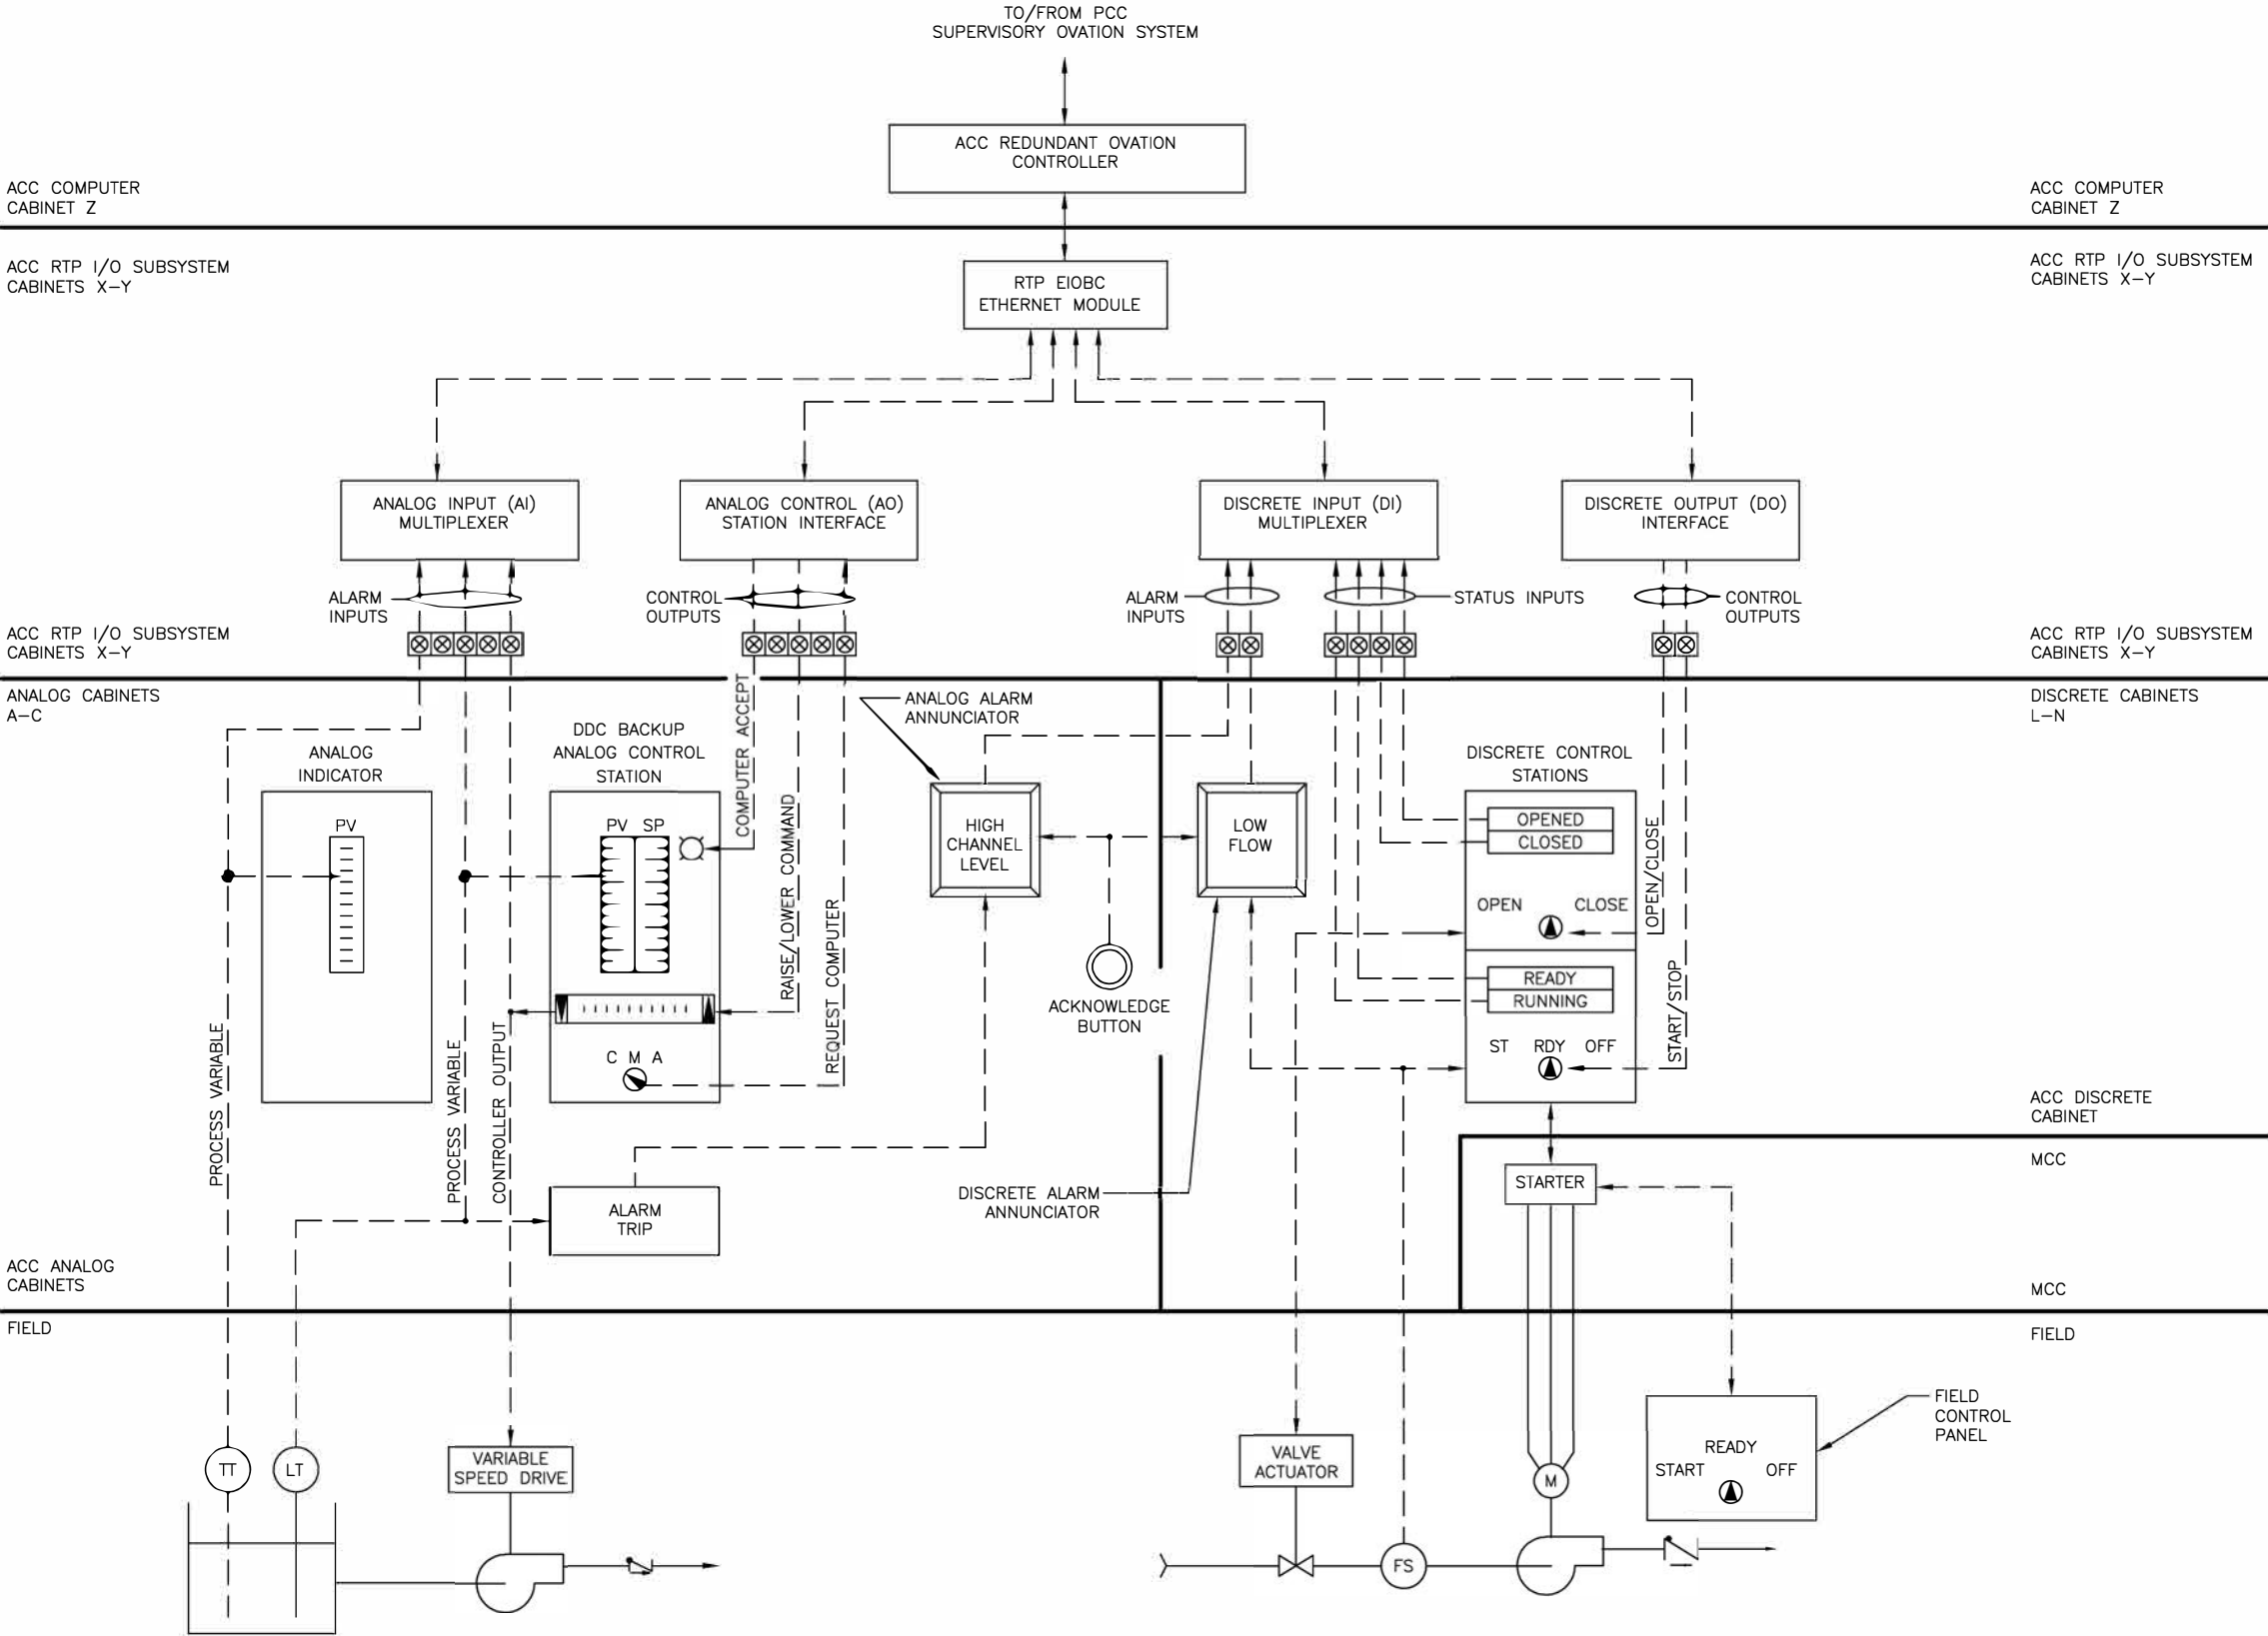 TO/FROM PCC
SUPERVISORY OVATION SYSTEM
ACC REDUNDANT OVATION
CONTROLLER
ACC COMPUTER
CABINET Z
ACC COMPUTER
CABINET Z
ACC RTP I/O SUBSYSTEM
CABINETS X-Y
RTP EIOBC
ETHERNET MODULE
ACC RTP I/O SUBSYSTEM
CABINETS X-Y
ANALOG INPUT (AI)
MULTIPLEXER
ANALOG CONTROL (AO)
STATION INTERFACE
DISCRETE INPUT (DI)
MULTIPLEXER
DISCRETE OUTPUT (DO)
INTERFACE
ALARM
INPUTS
CONTROL
OUTPUTS
ALARM
INPUTS
STATUS INPUTS
CONTROL
OUTPUTS
ACC RTP I/O SUBSYSTEM
CABINETS X-Y
ACC RTP I/O SUBSYSTEM
CABINETS X-Y
ANALOG CABINETS
A-C
DISCRETE CABINETS
L-N
ANALOG
INDICATOR
PV
DDC BACKUP
ANALOG CONTROL
STATION
PV SP
C M A
COMPUTER ACCEPT
RAISE/LOWER COMMAND
REQUEST COMPUTER
ANALOG ALARM
ANNUNCIATOR
HIGH
CHANNEL
LEVEL
LOW
FLOW
ACKNOWLEDGE
BUTTON
DISCRETE CONTROL
STATIONS
OPENED
CLOSED
OPEN CLOSE
READY
RUNNING
ST RDY OFF
OPEN/CLOSE
START/STOP
PROCESS VARIABLE
PROCESS VARIABLE
CONTROLLER OUTPUT
ALARM
TRIP
DISCRETE ALARM
ANNUNCIATOR
ACC DISCRETE
CABINET
MCC
STARTER
ACC ANALOG
CABINETS
MCC
FIELD
FIELD
TT
LT
VARIABLE
SPEED DRIVE
VALVE
ACTUATOR
FS
M
READY
START OFF
FIELD
CONTROL
PANEL